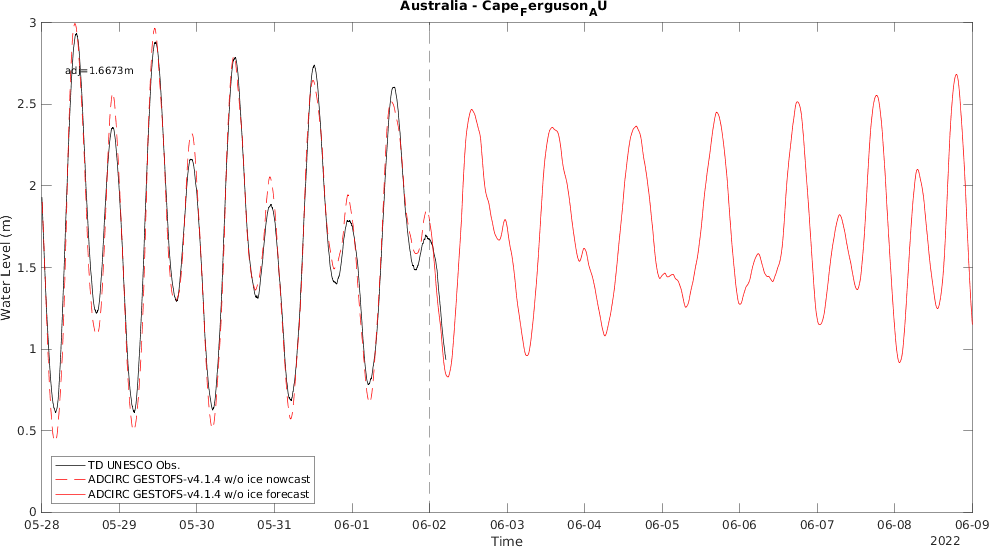 Australia - Cape_Ferguson_AU
adj=1.6673m
Water Level (m)
3
2.5
2
1.5
1
0.5
0
TD UNESCO Obs.
ADCIRC GESTOFS-v4.1.4 w/o ice nowcast
ADCIRC GESTOFS-v4.1.4 w/o ice forecast
05-28 05-29 05-30 05-31 06-01 06-02 06-03 06-04 06-05 06-06 06-07 06-08 06-09
Time
2022